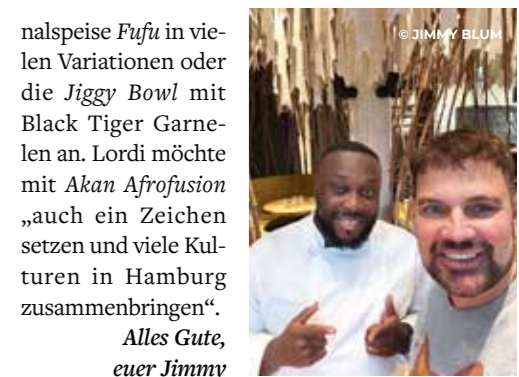 nalspeise Fufu in vie-
len Variationen oder
die Jiggy Bowl mit
Black Tiger Garne-
len an. Lordi möchte
mit Akan Afrofusion
„auch ein Zeichen
setzen und viele Kul-
turen in Hamburg
zusammenbringen“.
Alles Gute,
euer Jimmy
© JIMMY BLUM